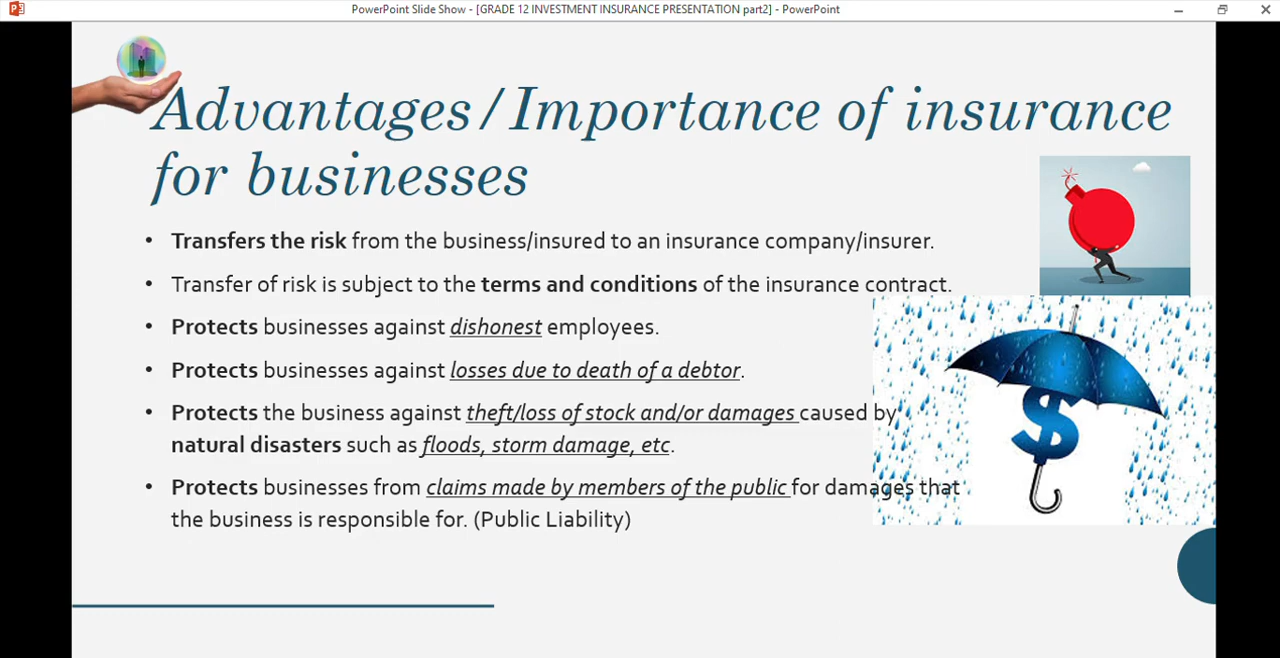 PowerPoint Slide Show - [GRADE 12 INVESTMENT INSURANCE PRESENTATION part2] - PowerPoint
Advantages/Importance of insurance
for businesses
• Transfers the risk from the business/insured to an insurance company/insurer.
• Transfer of risk is subject to the terms and conditions of the insurance contract.
• Protects businesses against dishonest employees.
• Protects businesses against losses due to death of a debtor.
• Protects the business against theft/loss of stock and/or damages caused by
natural disasters such as floods, storm damage, etc.
• Protects businesses from claims made by members of the public for damages that
the business is responsible for. (Public Liability)
$